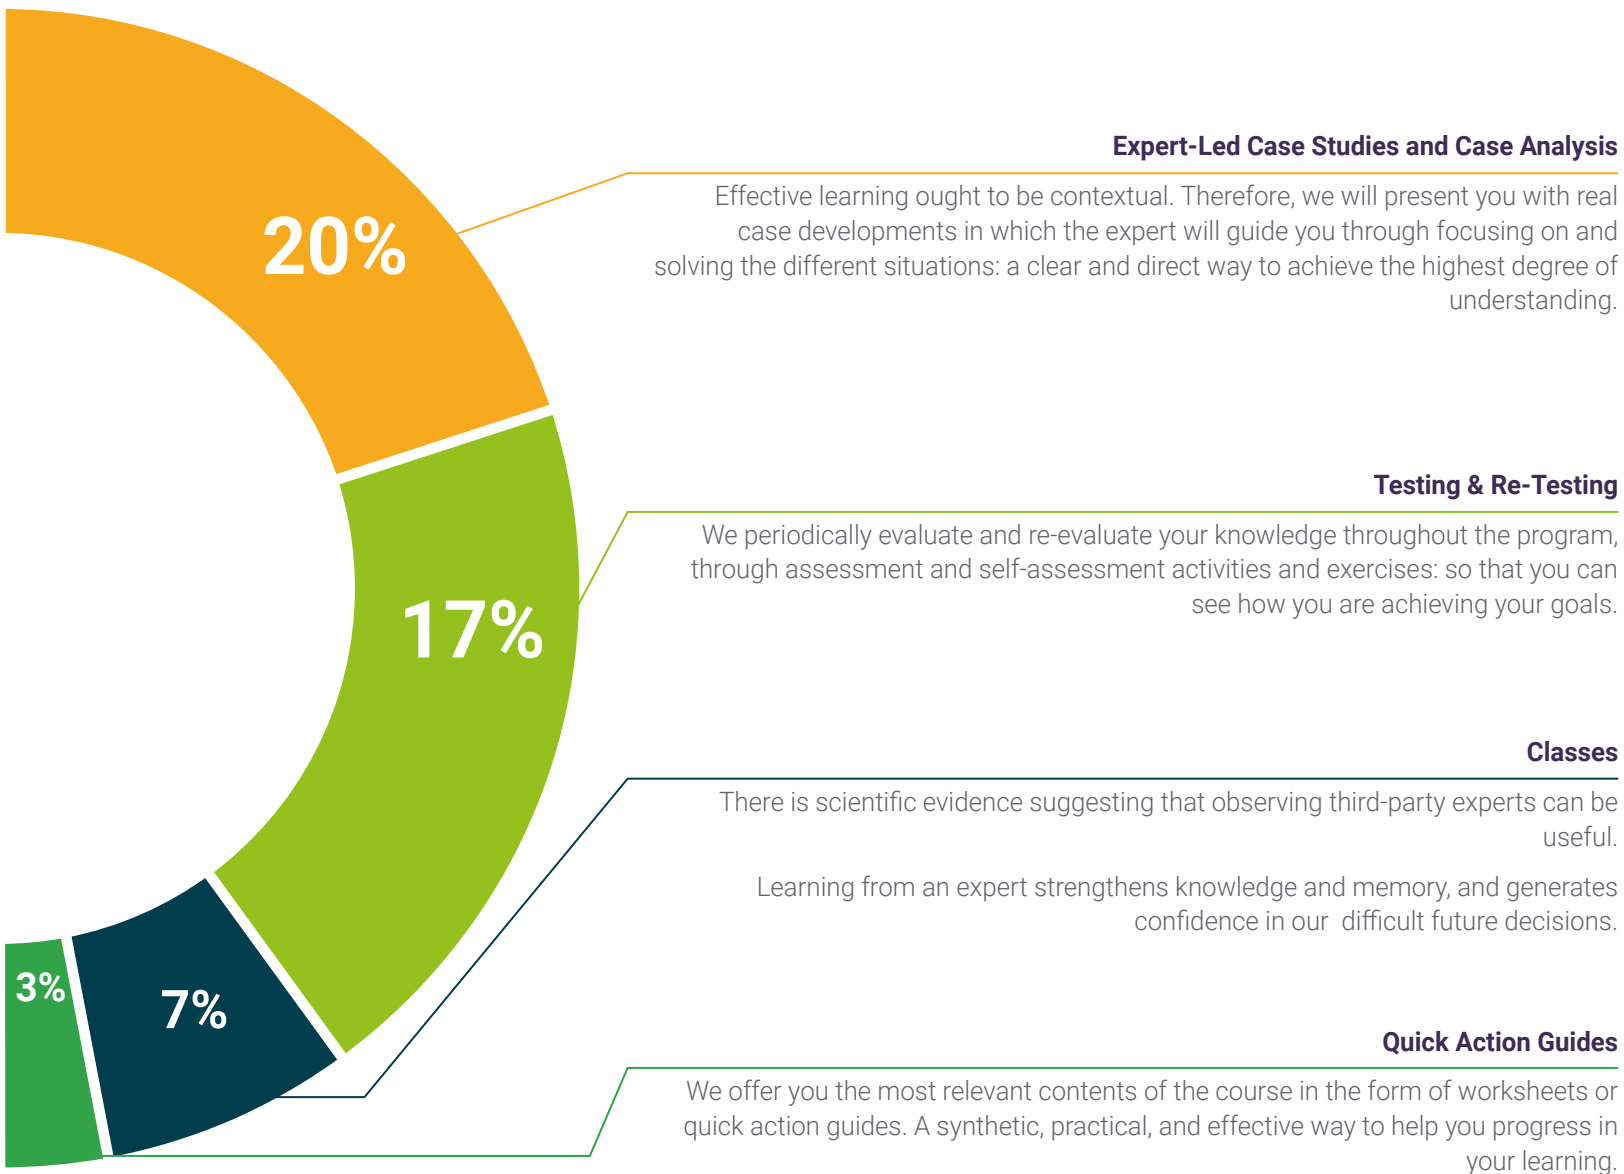 20%
17%
7%
3%
Expert-Led Case Studies and Case Analysis
Effective learning ought to be contextual. Therefore, we will present you with real
case developments in which the expert will guide you through focusing on and
solving the different situations: a clear and direct way to achieve the highest degree of
understanding.
Testing & Re-Testing
We periodically evaluate and re-evaluate your knowledge throughout the program,
through assessment and self-assessment activities and exercises: so that you can
see how you are achieving your goals.
Classes
There is scientific evidence suggesting that observing third-party experts can be
useful.
Learning from an expert strengthens knowledge and memory, and generates
confidence in our  difficult future decisions.
Quick Action Guides
We offer you the most relevant contents of the course in the form of worksheets or
quick action guides. A synthetic, practical, and effective way to help you progress in
your learning.